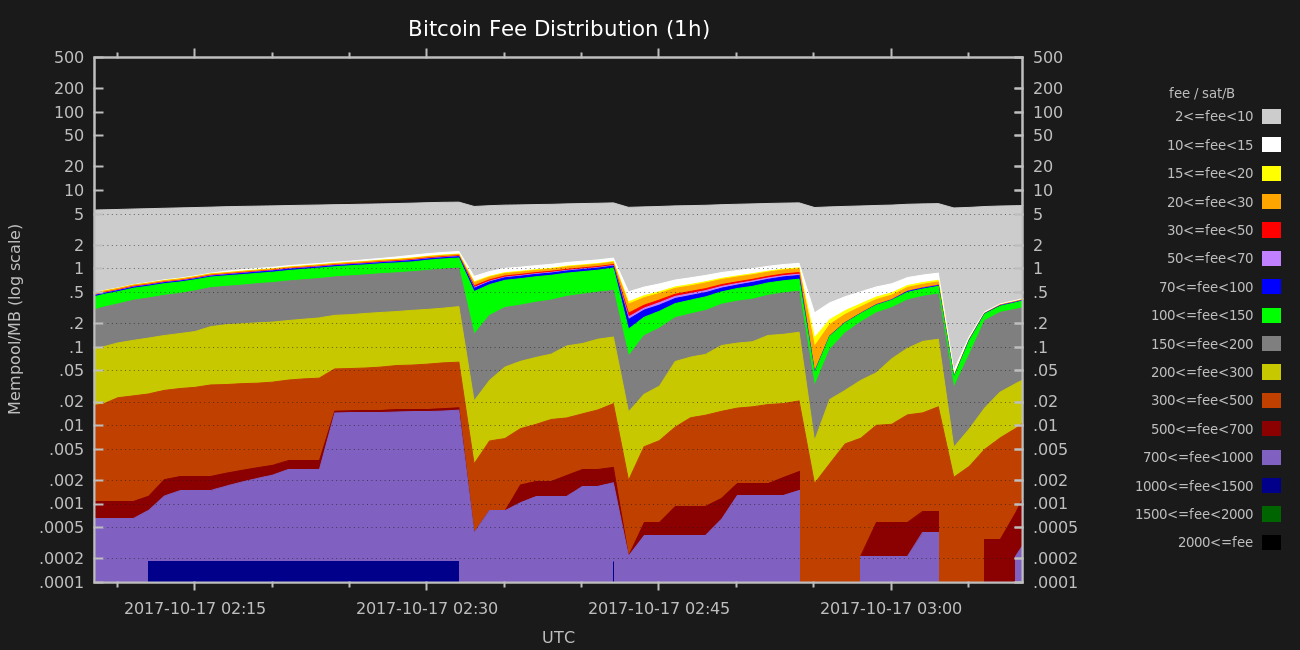 Bitcoin Fee Distribution (1h)
Mempool/MB (log scale)
500
200
100
50
20
10
5
2
1
.5
.2
.1
.05
.02
.01
.005
.002
.001
.0005
.0002
.0001
500
200
100
50
20
10
5
2
1
.5
.2
.1
.05
.02
.01
.005
.002
.001
.0005
.0002
.0001
2017-10-17 02:15
2017-10-17 02:30
2017-10-17 02:45
2017-10-17 03:00
UTC
fee / sat/B
2<=fee<10
10<=fee<15
15<=fee<20
20<=fee<30
30<=fee<50
50<=fee<70
70<=fee<100
100<=fee<150
150<=fee<200
200<=fee<300
300<=fee<500
500<=fee<700
700<=fee<1000
1000<=fee<1500
1500<=fee<2000
2000<=fee